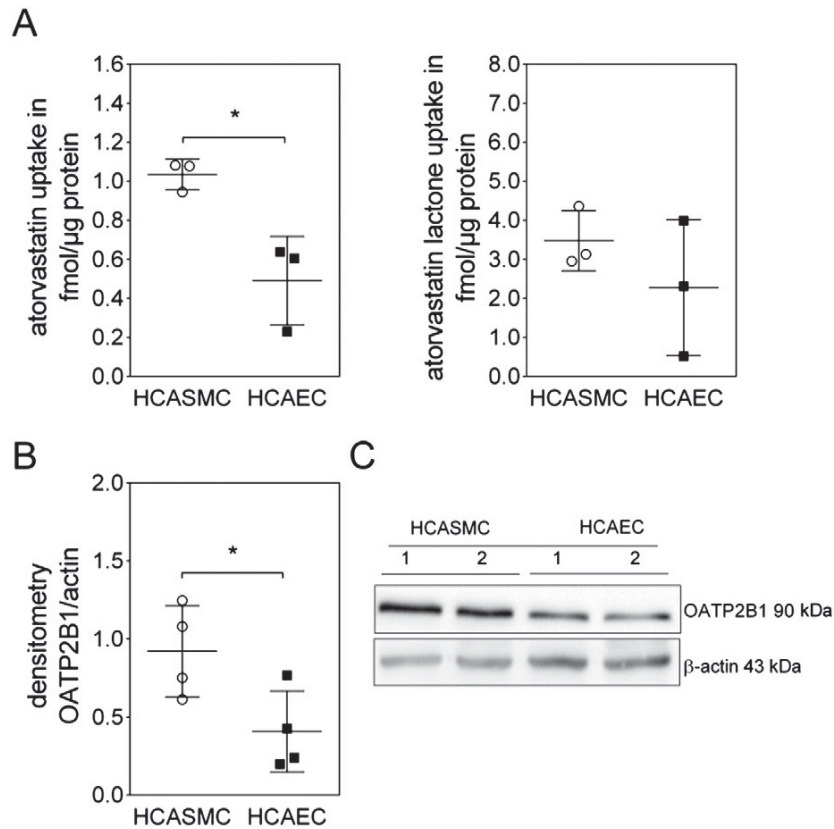 A
atorvastatin uptake in
fmol/µg protein
1.6
1.4
1.2
1.0
0.8
0.6
0.4
0.2
0.0
*
HCASMC HCAEC
atorvastatin lactone uptake in
fmol/µg protein
8.0
7.0
6.0
5.0
4.0
3.0
2.0
1.0
0.0
HCASMC HCAEC
B
densitometry
OATP2B1/actin
2.0
1.5
1.0
0.5
0.0
*
HCASMC HCAEC
C
HCASMC HCAEC
1 2 1 2
OATP2B1 90 kDa
β-actin 43 kDa